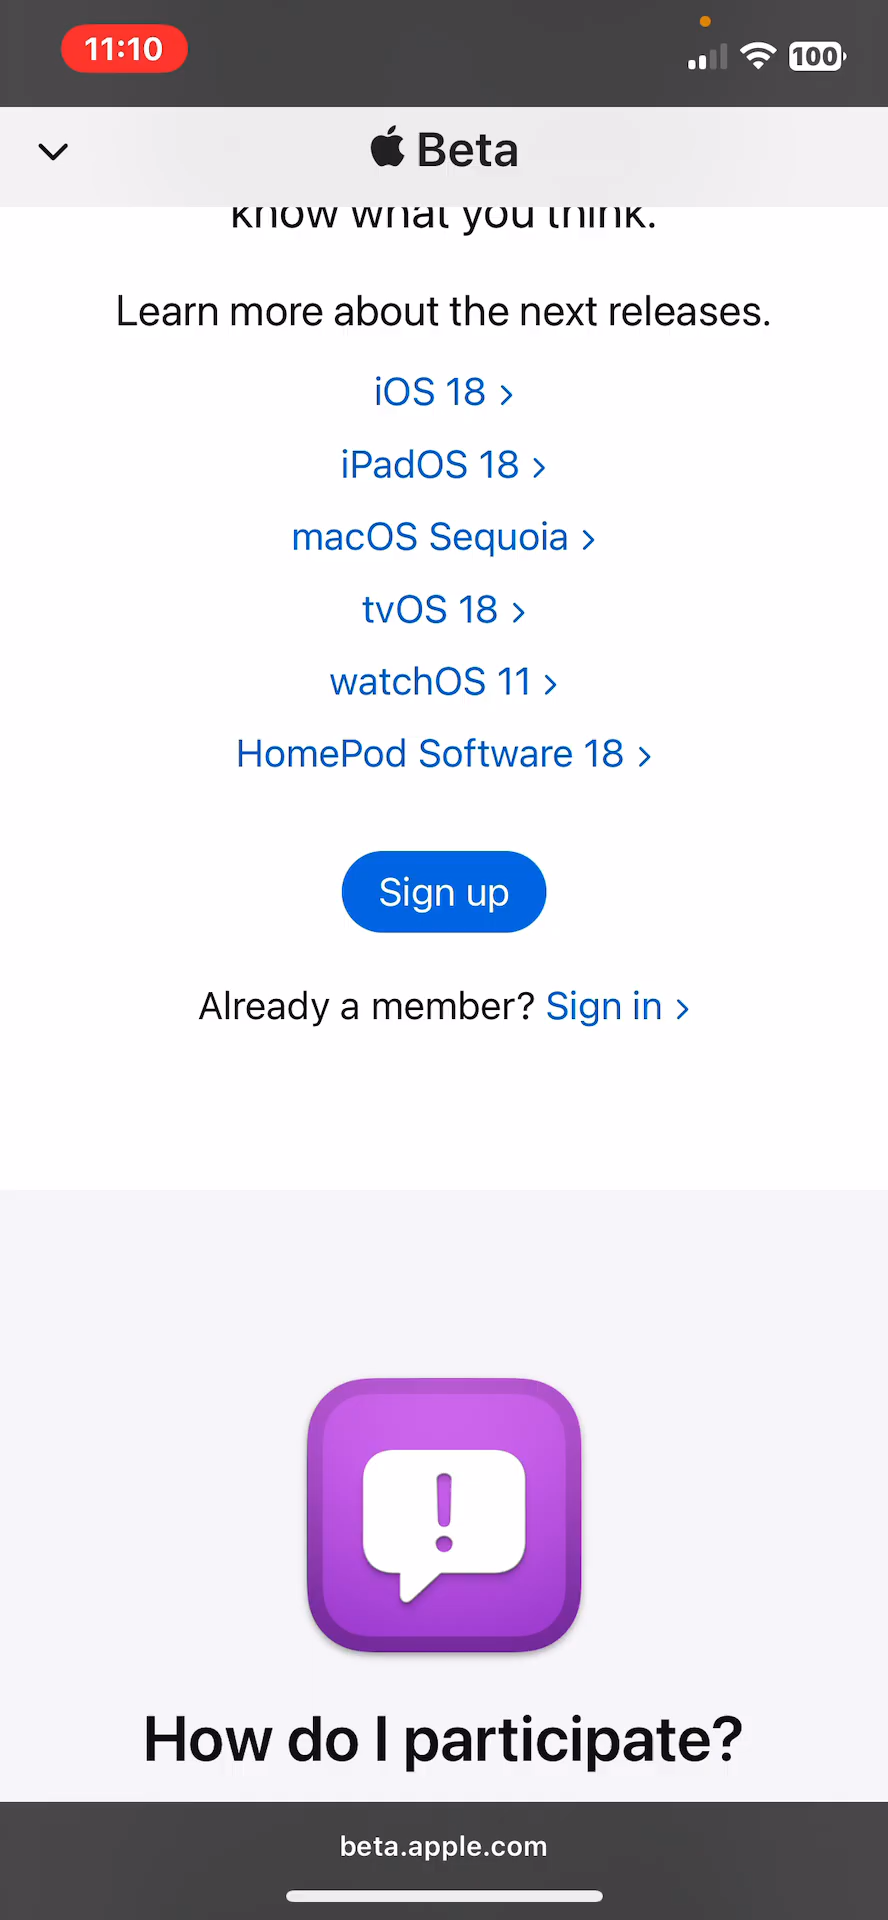 11:10
100
Beta
know what you think.
Learn more about the next releases.
iOS 18 >
iPadOS 18 >
macOS Sequoia >
tvOS 18 >
watchOS 11 >
HomePod Software 18 >
Sign up
Already a member? Sign in >
How do I participate?
beta.apple.com